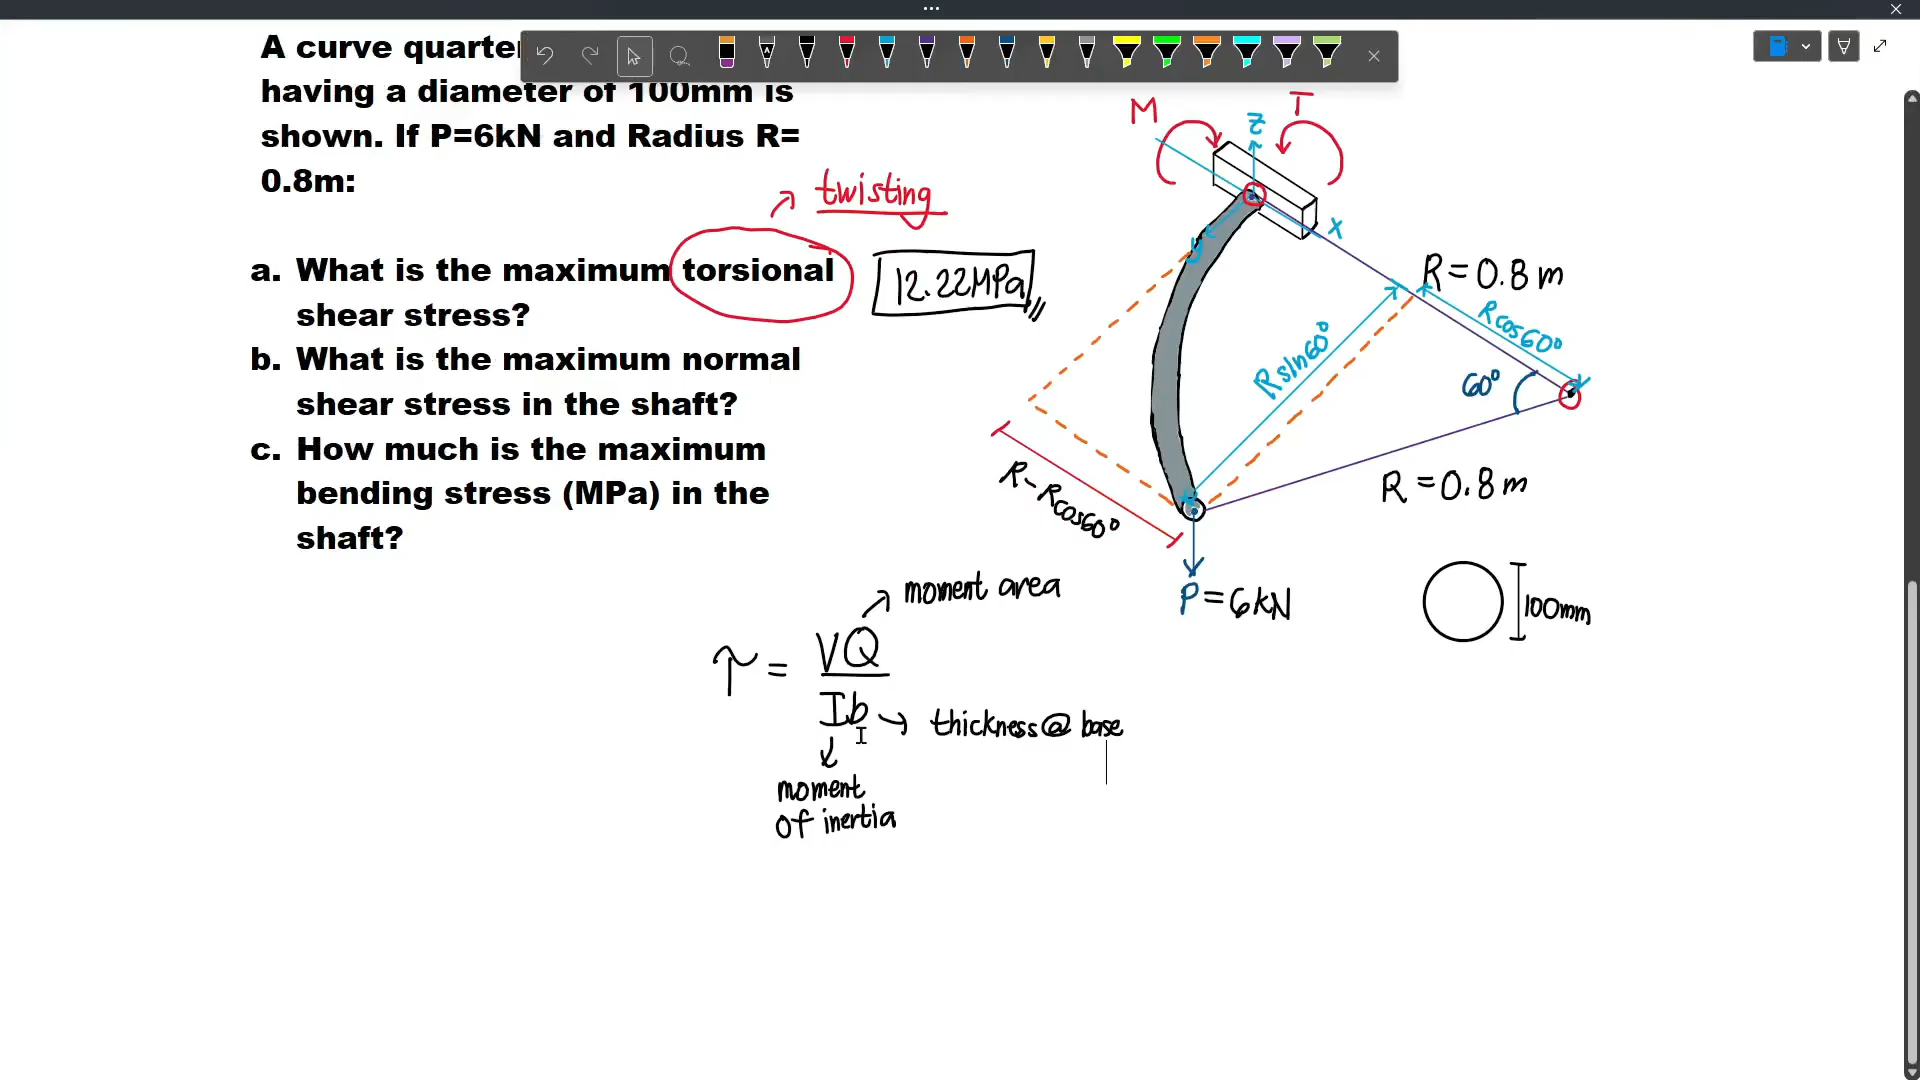 A curve quarter
having a diameter of 100mm is
shown. If P=6kN and Radius R=
0.8m:
twisting
a. What is the maximum torsional
shear stress?
12.22MPa
b. What is the maximum normal
shear stress in the shaft?
c. How much is the maximum
bending stress (MPa) in the
shaft?
M
T
z
x
y
R=0.8m
Rcos60°
Rsin60°
60°
R-Rcos60°
R=0.8m
P=6kN
100mm
moment area
τ = VQ
Ib
thickness@ base
moment
of inertia